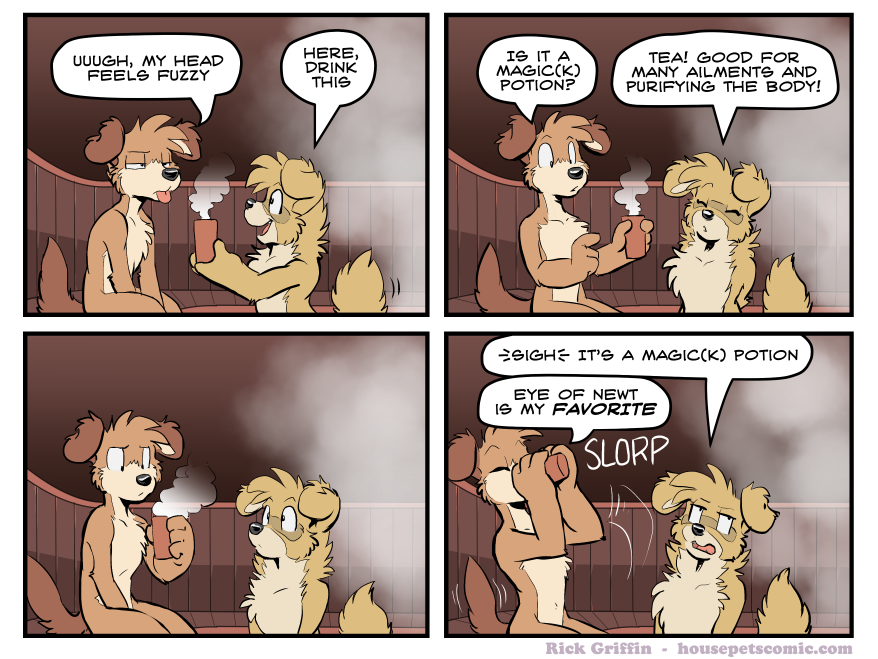 UUUGH, MY HEAD
FEELS FUZZY
HERE,
DRINK
THIS
IS IT A
MAGIC(K)
POTION?
TEA! GOOD FOR
MANY AILMENTS AND
PURIFYING THE BODY!
SIGH IT'S A MAGIC(K) POTION
EYE OF NEWT
IS MY FAVORITE
SLORP
Rick Griffin - housepetscomic.com